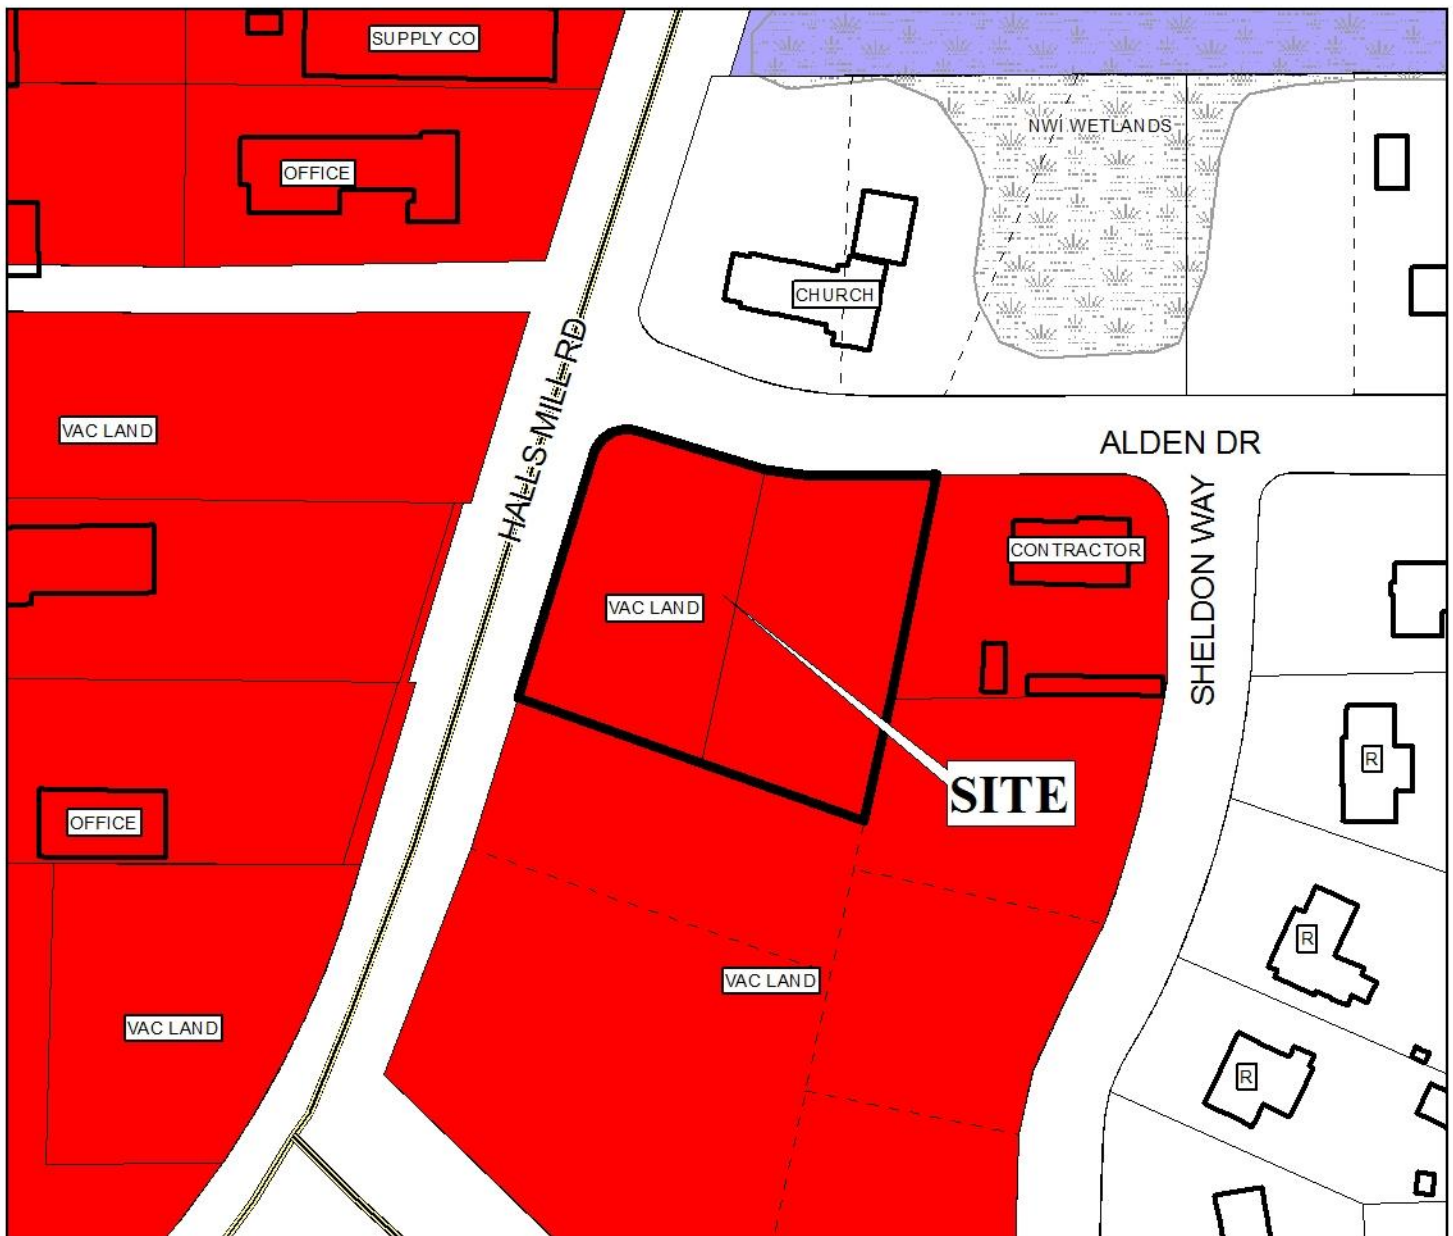 SUPPLY CO
NWI WETLANDS
OFFICE
CHURCH
HALLS MILL RD
VAC LAND
ALDEN DR
SHELDON WAY
CONTRACTOR
VAC LAND
R
SITE
OFFICE
R
VAC LAND
VAC LAND
R